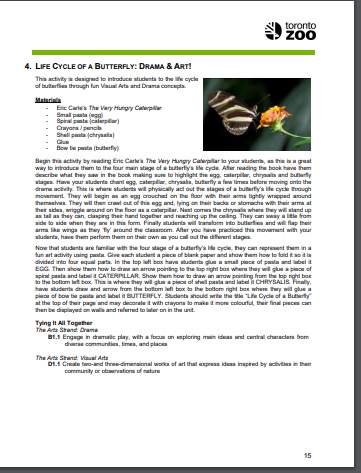 toronto
ZOO
4. LIFE CYCLE OF A BUTTERFLY: DRAMA & ART!
This activity is designed to introduce students to the life cycle
of butterflies through fun Visual Arts and Drama concepts.
Materials
- Eric Carle's The Very Hungry Caterpillar
- Small pasta (egg)
- Spiral pasta (caterpillar)
- Crayons / pencils
- Shell pasta (chrysalis)
- Glue
- Bow tie pasta (butterfly)
Begin this activity by reading Eric Carle's The Very Hungry Caterpillar to your students, as this is a great
way to introduce them to the four main stage of a butterfly's life cycle. After reading the book have them
describe what they saw in the book making sure to highlight the egg, caterpillar, chrysalis and butterfly
stages. Have your students chant egg, caterpillar, chrysalis, butterfly a few times before moving onto the
drama activity. This is where students will physically act out the stages of a butterfly's life cycle through
movement. They will begin as an egg crouched on the floor with their arms tightly wrapped around
themselves. They will then crawl out of this egg and, lying on their backs or stomachs with their arms at
their sides, wriggle around on the floor as a caterpillar. Next comes the chrysalis where they will stand up
as tall as they can, clasping their hand together and reaching up the ceiling. They can sway a little from
side to side when they are in this form. Finally students will transform into butterflies and will flap their
arms like wings as they 'fly' around the classroom. After you have practiced this movement with your
students, have them perform them on their own as you call out the different stages.
Now that students are familiar with the four stage of a butterfly's life cycle, they can represent them in a
fun art activity using pasta. Give each student a piece of blank paper and show them how to fold it so it is
divided into four equal parts. In the top left box have students glue a small piece of pasta and label it
EGG. Then show them how to draw an arrow pointing to the top right box where they will glue a piece of
spiral pasta and label it CATERPILLAR. Show them how to draw an arrow pointing from the top right box
to the bottom left box. This is where they will glue a piece of shell pasta and label it CHRYSALIS. Finally,
have students draw and arrow from the bottom left box to the bottom right box where they will glue a
piece of bow tie pasta and label it BUTTERFLY. Students should write the title "Life Cycle of a Butterfly"
at the top of their page and may decorate it with crayons to make it more colourful, their final pieces can
then be displayed on walls and referred to later on in the unit.
Tying It All Together
The Arts Strand: Drama
B1.1 Engage in dramatic play, with a focus on exploring main ideas and central characters from
diverse communities, times, and places
The Arts Strand: Visual Arts
D1.1 Create two-and three-dimensional works of art that express ideas inspired by activities in their
community or observations of nature
15